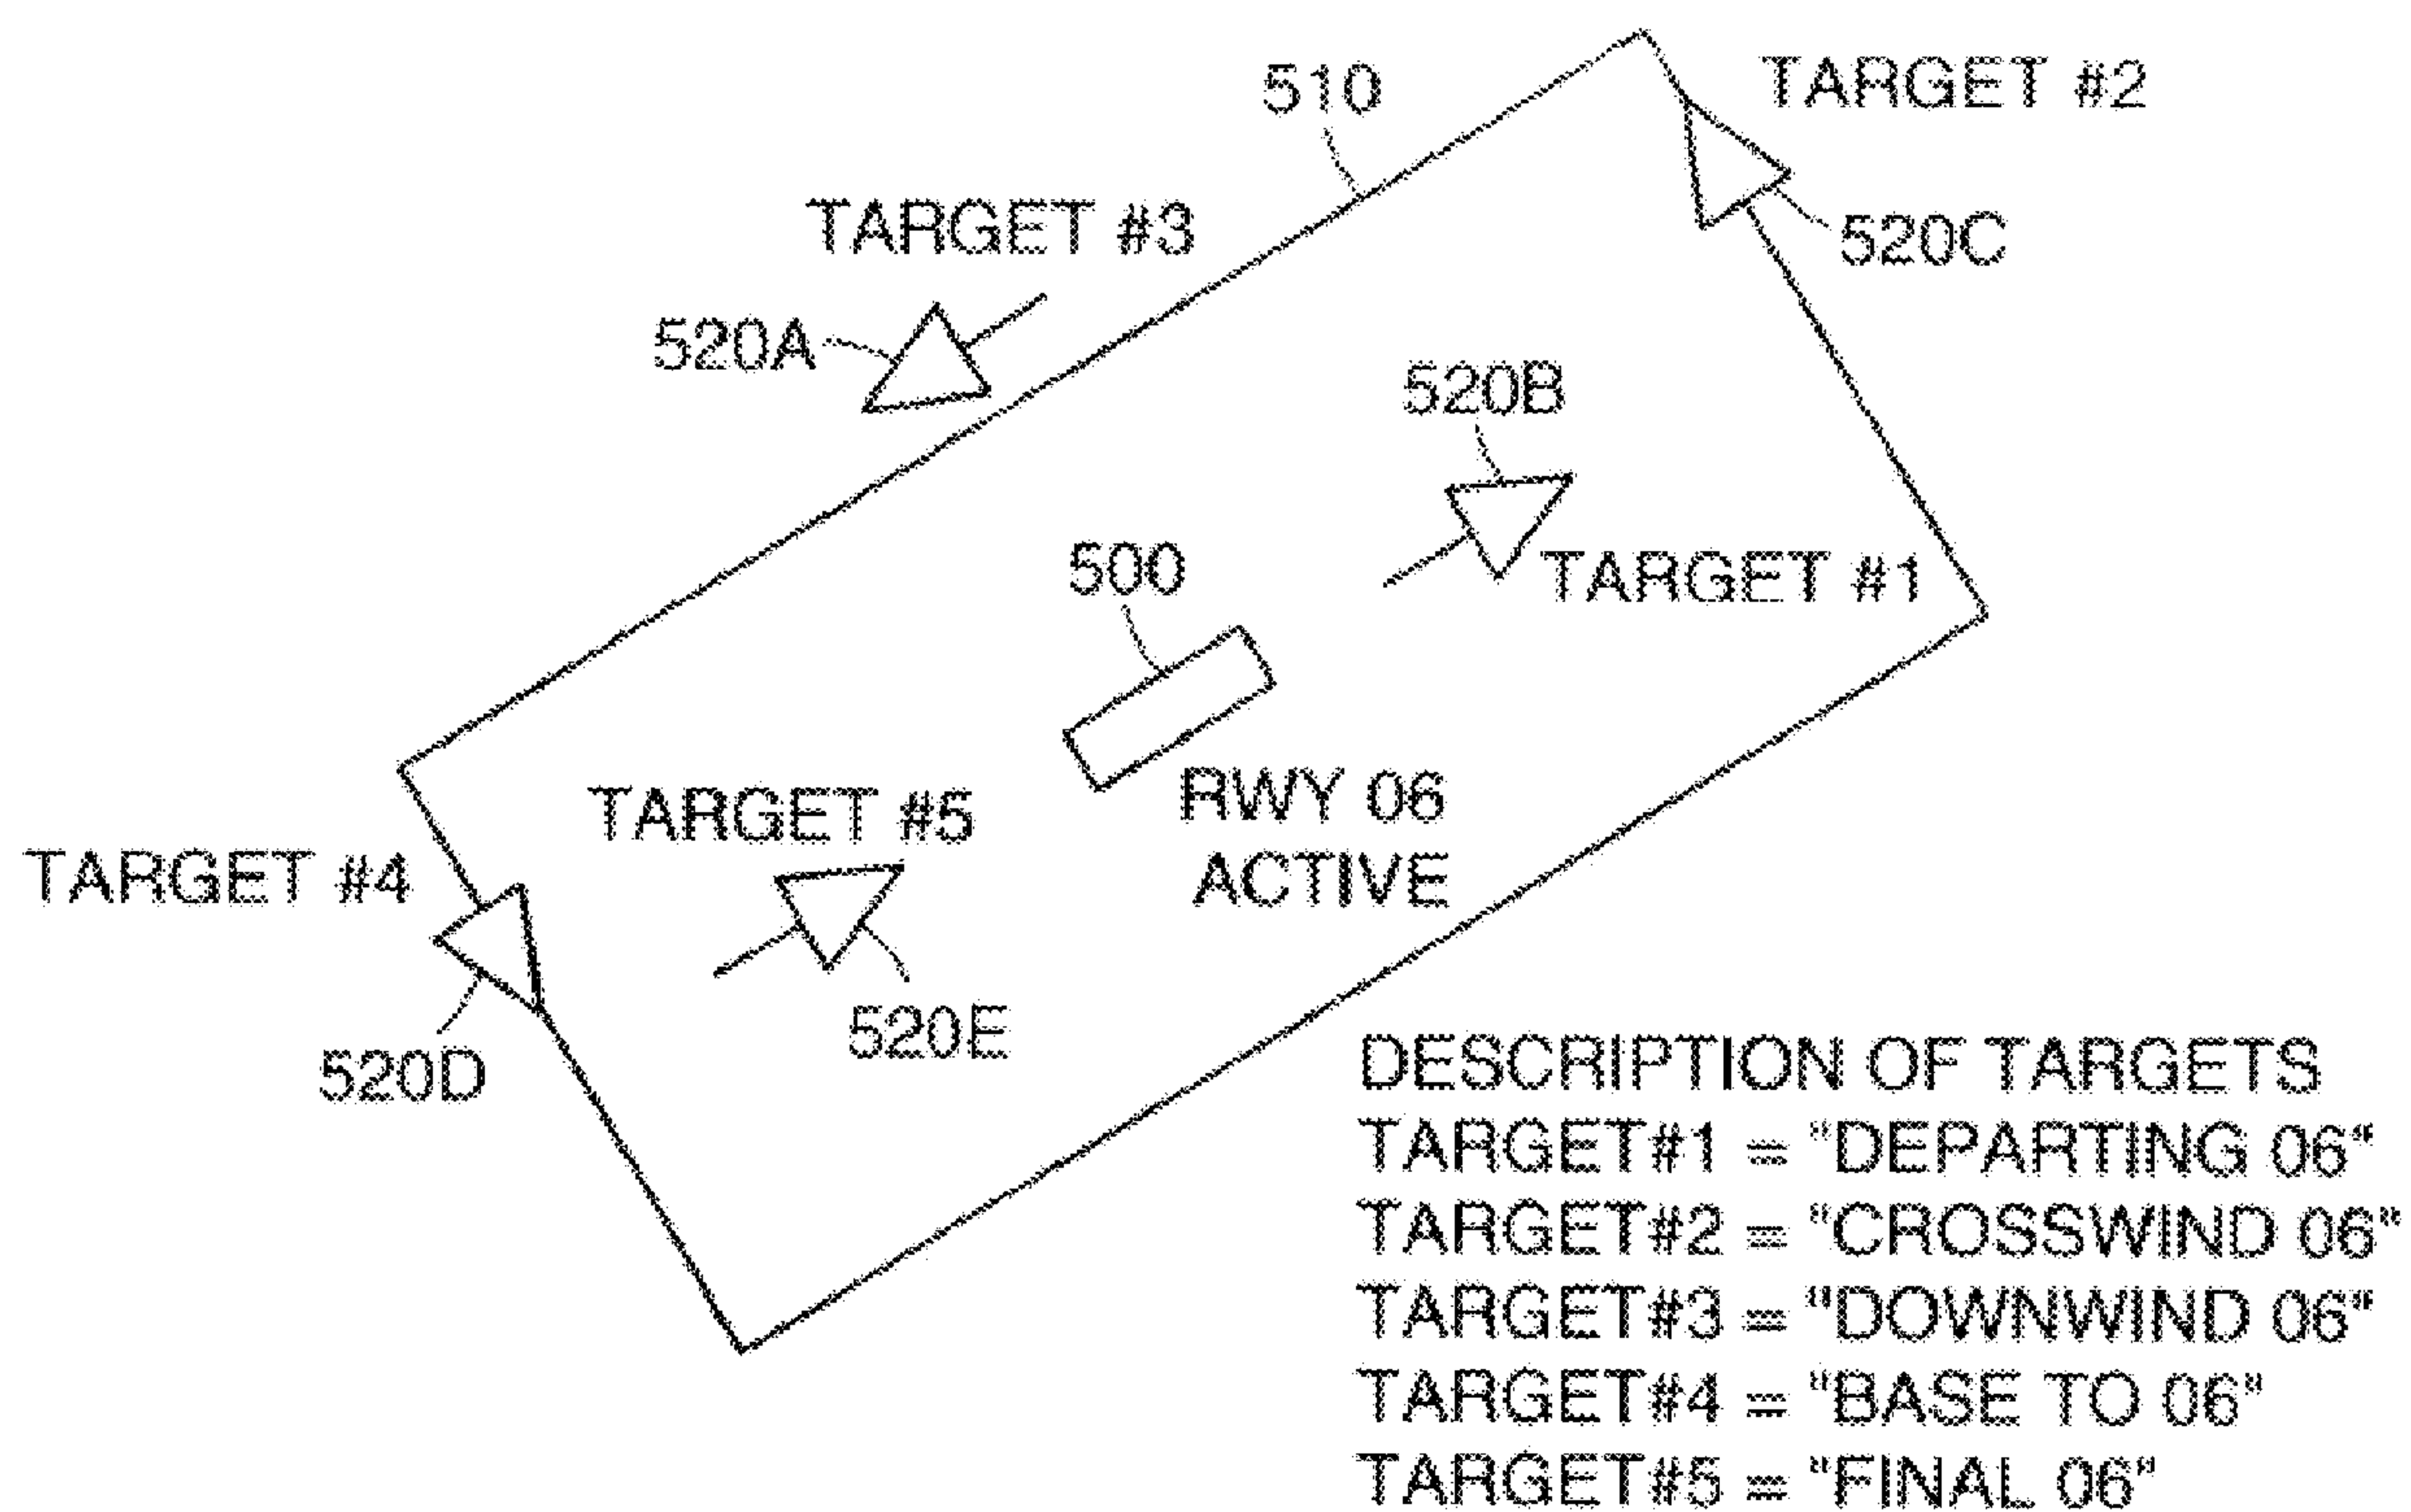 510
TARGET #2
TARGET #3
520C
520A
520B
500
TARGET #1
RWY 06
ACTIVE
TARGET #5
TARGET #4
520E
520D
DESCRIPTION OF TARGETS
TARGET#1 = "DEPARTING 06"
TARGET#2 = "CROSSWIND 06"
TARGET#3 = "DOWNWIND 06"
TARGET#4 = "BASE TO 06"
TARGET#5 = "FINAL 06"